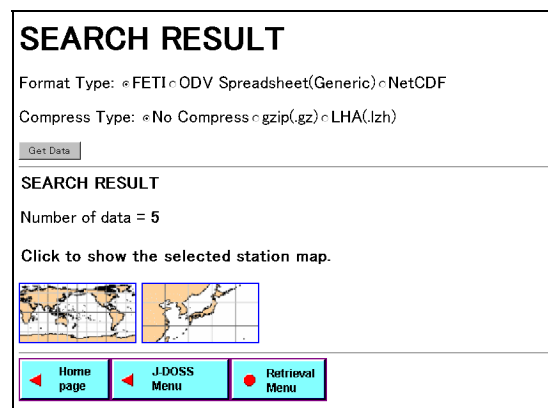 SEARCH RESULT
Format Type: FETI ODV Spreadsheet(Generic) NetCDF
Compress Type: No Compress gzip(.gz) LHA(.lzh)
Get Data
SEARCH RESULT
Number of data = 5
Click to show the selected station map.
Home page
J-DOSS Menu
Retrieval Menu